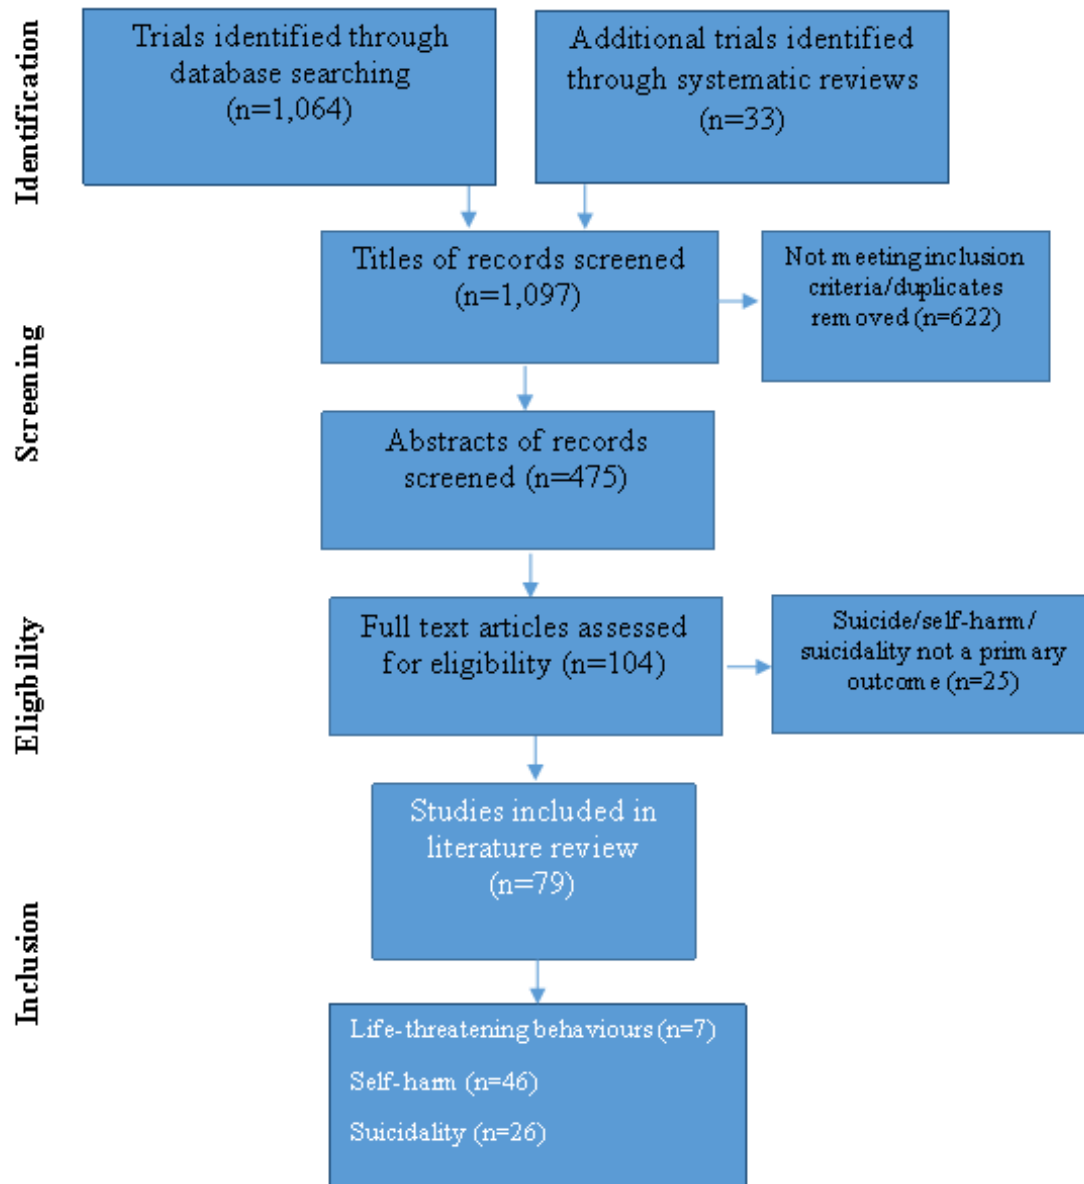 Identification
Trials identified through
database searching
(n=1,064)
Additional trials identified
through systematic reviews
(n=33)
Screening
Titles of records screened
(n=1,097)
Not meeting inclusion
criteria/duplicates
removed (n=622)
Abstracts of records
screened (n=475)
Eligibility
Full text articles assessed
for eligibility (n=104)
Suicide/self-harm/
suicidality not a primary
outcome (n=25)
Inclusion
Studies included in
literature review
(n=79)
Life-threatening behaviours (n=7)
Self-harm (n=46)
Suicidality (n=26)